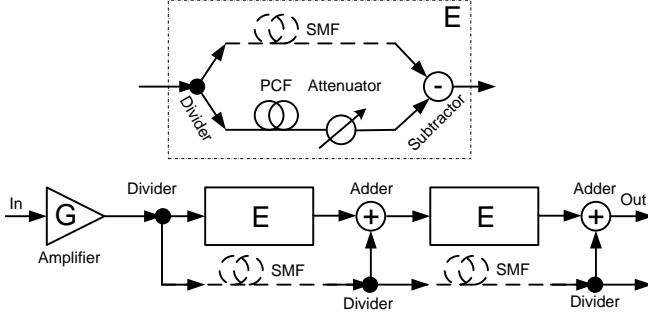 E
SMF
PCF Attenuator
Divider
-
Subtractor
In
G
Amplifier
Divider
E
Adder
+
E
Adder
+
Out
SMF
Divider
SMF
Divider